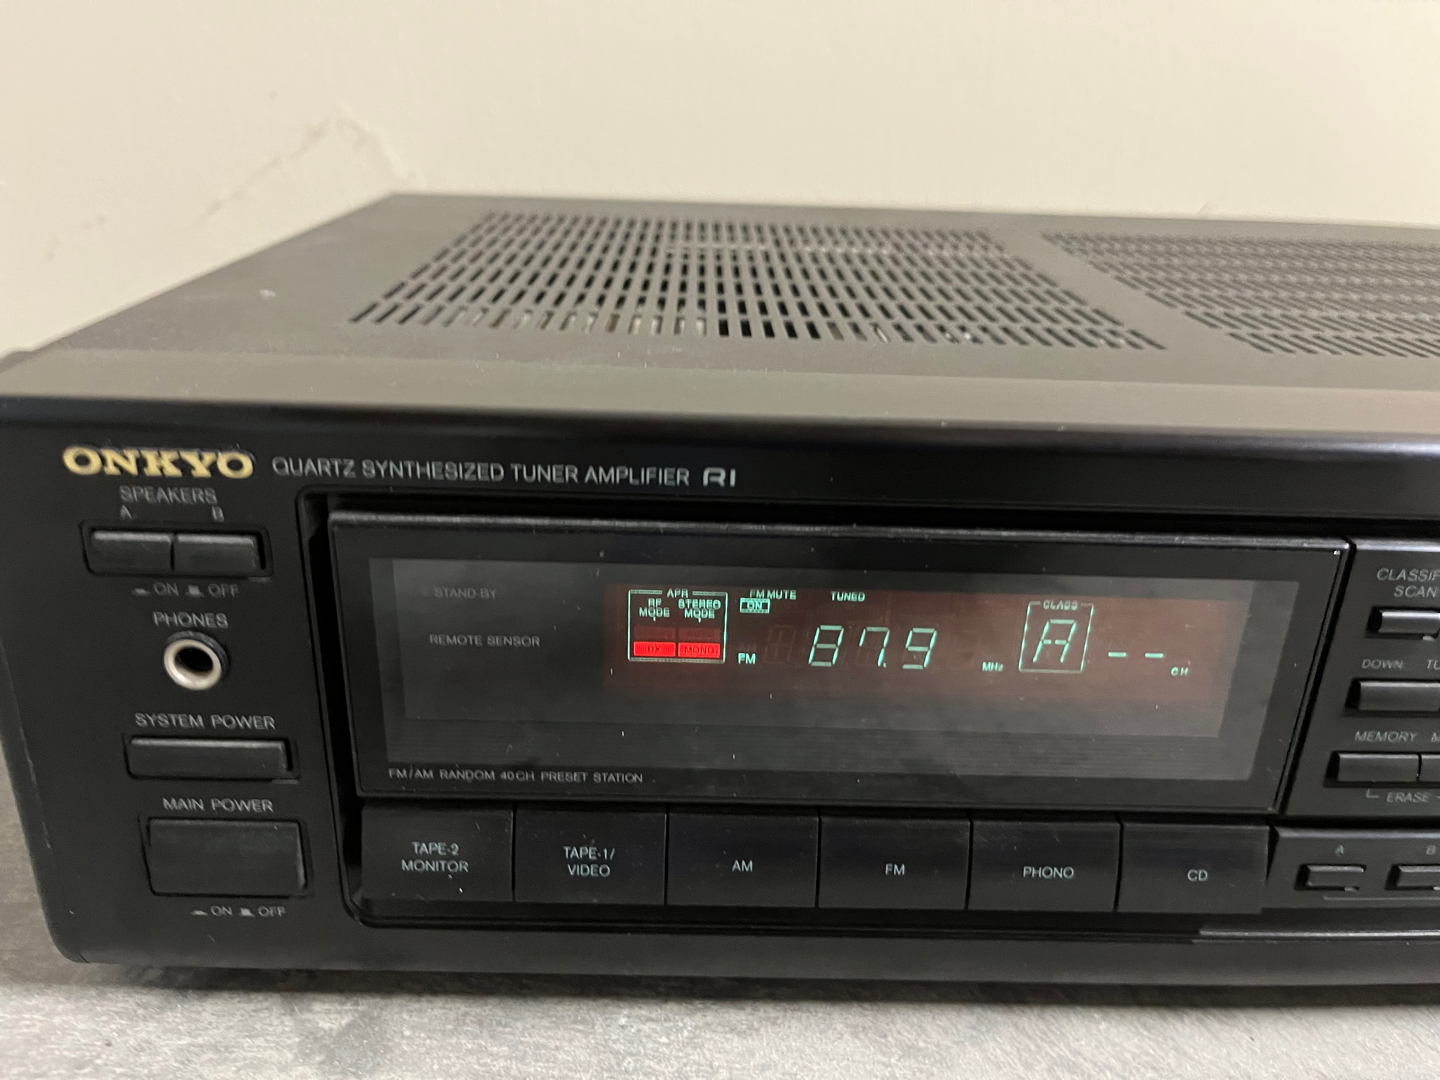 ONKYO QUARTZ SYNTHESIZED TUNER AMPLIFIER RI
SPEAKERS
A B
ON OFF
PHONES
SYSTEM POWER
MAIN POWER
ON OFF
STAND-BY
REMOTE SENSOR
APR
RF MODE STEREO MODE
DX MONO
FM MUTE
ON
TUNED
FM 87.9 MHz
CLASS
A -- CH
FM/AM RANDOM 40CH PRESET STATION
TAPE-2
MONITOR
TAPE-1/
VIDEO
AM
FM
PHONO
CD
SCAN
DOWN
MEMORY
ERASE
A B